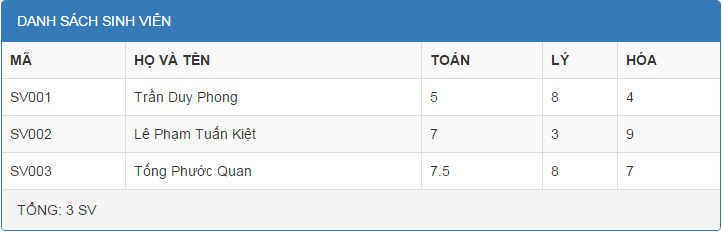 DANH SÁCH SINH VIÊN
MÃ HỌ VÀ TÊN TOÁN LÝ HÓA
SV001 Trần Duy Phong 5 8 4
SV002 Lê Phạm Tuấn Kiệt 7 3 9
SV003 Tống Phước Quan 7.5 8 7
TỔNG: 3 SV